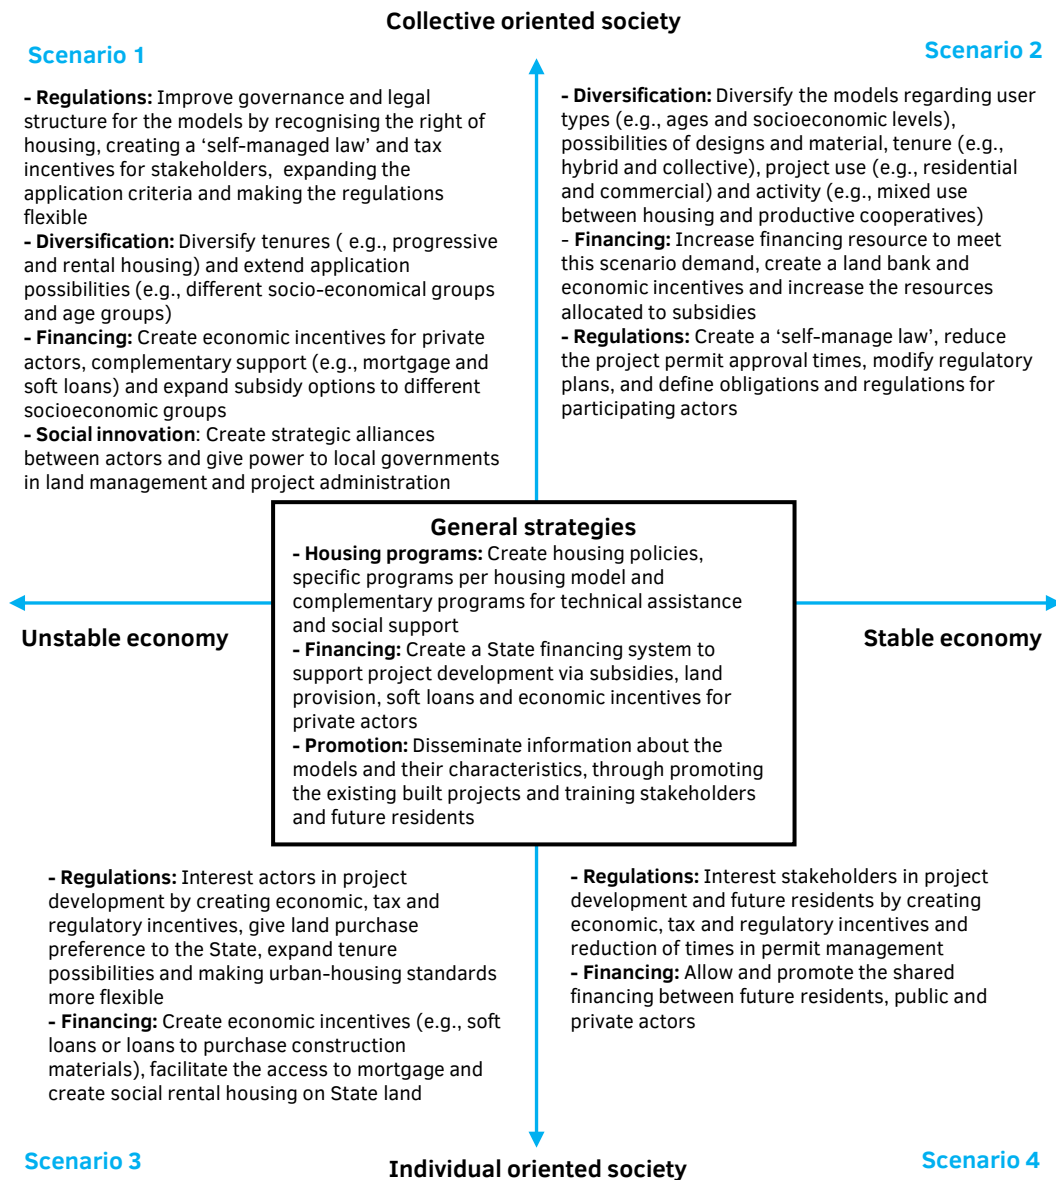 Collective oriented society
Scenario 1
Scenario 2
- Regulations: Improve governance and legal
structure for the models by recognising the right of
housing, creating a ‘self-managed law’ and tax
incentives for stakeholders, expanding the
application criteria and making the regulations
flexible
- Diversification: Diversify tenures ( e.g., progressive
and rental housing) and extend application
possibilities (e.g., different socio-economical groups
and age groups)
- Financing: Create economic incentives for private
actors, complementary support (e.g., mortgage and
soft loans) and expand subsidy options to different
socioeconomic groups
- Social innovation: Create strategic alliances
between actors and give power to local governments
in land management and project administration
- Diversification: Diversify the models regarding user
types (e.g., ages and socioeconomic levels),
possibilities of designs and material, tenure (e.g.,
hybrid and collective), project use (e.g., residential
and commercial) and activity (e.g., mixed use
between housing and productive cooperatives)
- Financing: Increase financing resource to meet
this scenario demand, create a land bank and
economic incentives and increase the resources
allocated to subsidies
- Regulations: Create a ‘self-manage law’, reduce
the project permit approval times, modify regulatory
plans, and define obligations and regulations for
participating actors
General strategies
- Housing programs: Create housing policies,
specific programs per housing model and
complementary programs for technical assistance
and social support
- Financing: Create a State financing system to
support project development via subsidies, land
provision, soft loans and economic incentives for
private actors
- Promotion: Disseminate information about the
models and their characteristics, through promoting
the existing built projects and training stakeholders
and future residents
Unstable economy
Stable economy
- Regulations: Interest actors in project
development by creating economic, tax and
regulatory incentives, give land purchase
preference to the State, expand tenure
possibilities and making urban-housing standards
more flexible
- Financing: Create economic incentives (e.g., soft
loans or loans to purchase construction
materials), facilitate the access to mortgage and
create social rental housing on State land
- Regulations: Interest stakeholders in project
development and future residents by creating
economic, tax and regulatory incentives and
reduction of times in permit management
- Financing: Allow and promote the shared
financing between future residents, public and
private actors
Scenario 3
Individual oriented society
Scenario 4